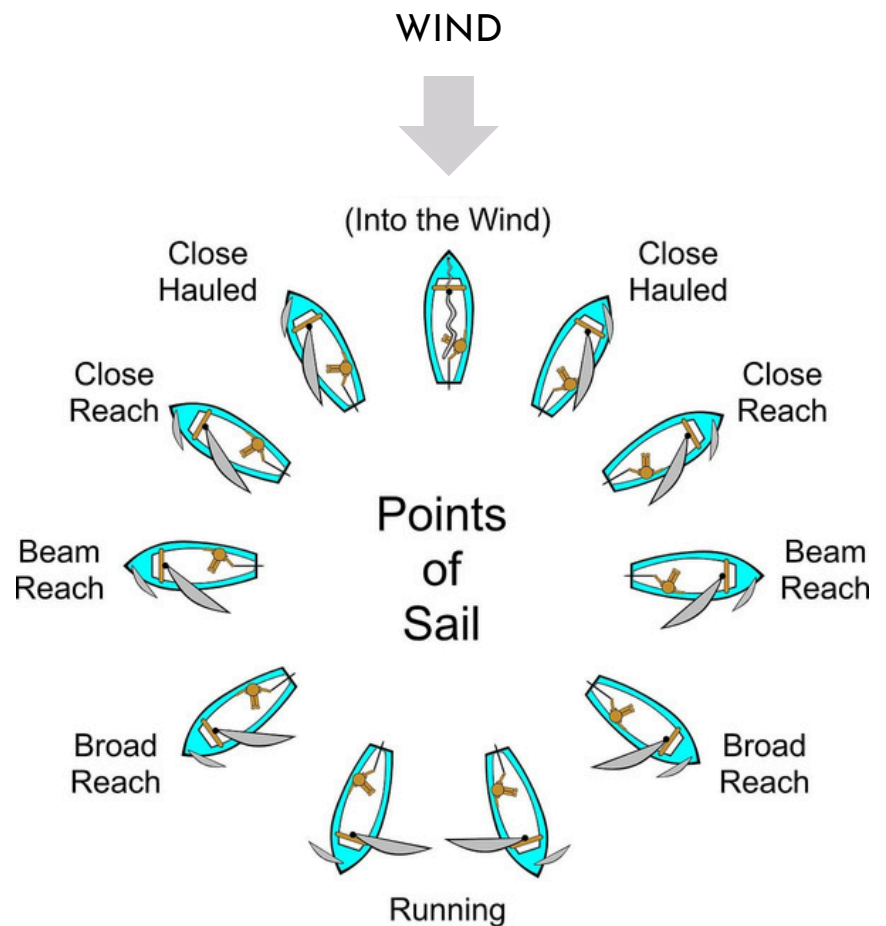 WIND
(Into the Wind)
Close
Hauled
Close
Hauled
Close
Reach
Close
Reach
Points
of
Sail
Beam
Reach
Beam
Reach
Broad
Reach
Broad
Reach
Running